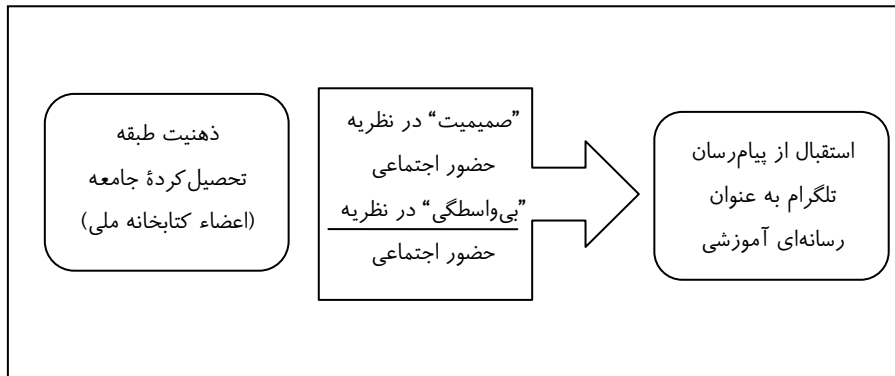 ذهنیت طبقه
تحصیل‌کردۀ جامعه
(اعضاء کتابخانه ملی)
"صمیمیت" در نظریه
حضور اجتماعی
"بی‌واسطگی" در نظریه
حضور اجتماعی
استقبال از پیام‌رسان
تلگرام به عنوان
رسانه‌ای آموزشی